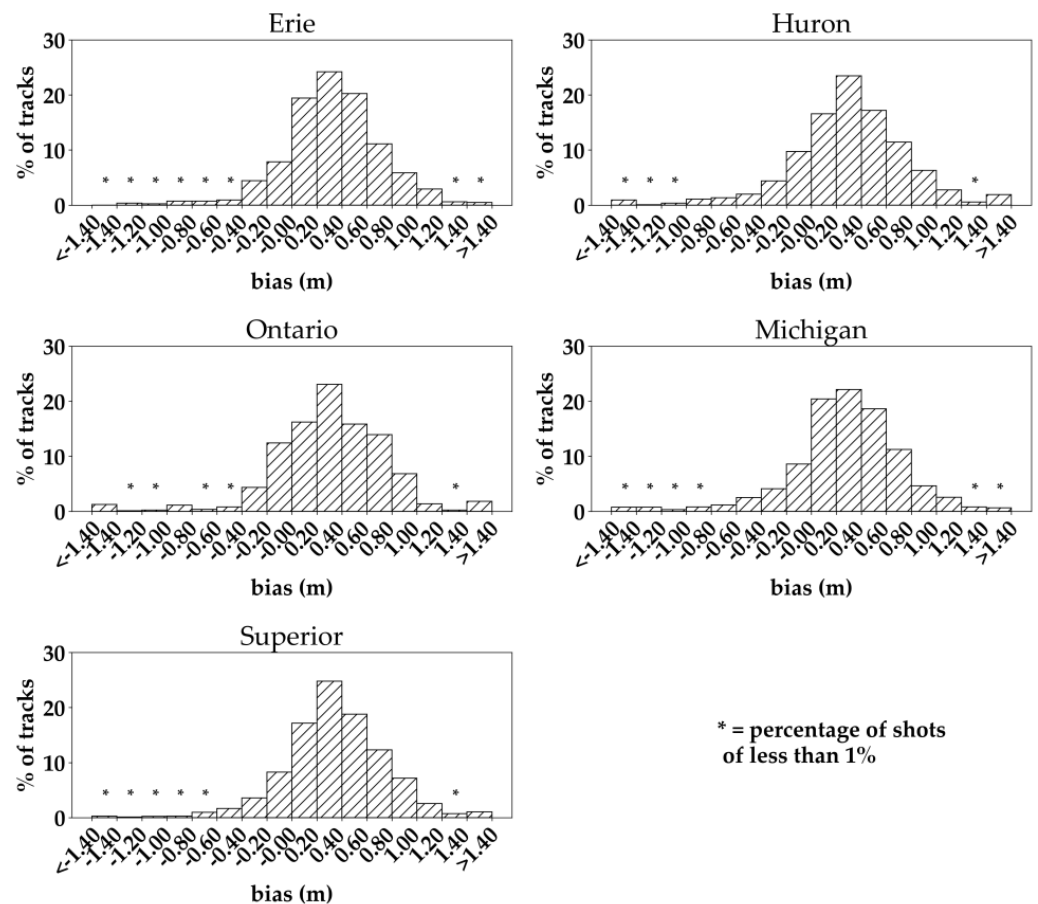 Erie
30
20
10
0
% of tracks
* * * * * * * *
<-1.40 -1.40 -1.20 -1.00 -0.80 -0.60 -0.40 -0.20 -0.00 0.20 0.40 0.60 0.80 1.00 1.20 1.40 >1.40
bias (m)
Huron
30
20
10
0
% of tracks
* * * *
<-1.40 -1.40 -1.20 -1.00 -0.80 -0.60 -0.40 -0.20 -0.00 0.20 0.40 0.60 0.80 1.00 1.20 1.40 >1.40
bias (m)
Ontario
30
20
10
0
% of tracks
* * * * *
<-1.40 -1.40 -1.20 -1.00 -0.80 -0.60 -0.40 -0.20 -0.00 0.20 0.40 0.60 0.80 1.00 1.20 1.40 >1.40
bias (m)
Michigan
30
20
10
0
% of tracks
* * * * * *
<-1.40 -1.40 -1.20 -1.00 -0.80 -0.60 -0.40 -0.20 -0.00 0.20 0.40 0.60 0.80 1.00 1.20 1.40 >1.40
bias (m)
Superior
30
20
10
0
% of tracks
* * * * * *
<-1.40 -1.40 -1.20 -1.00 -0.80 -0.60 -0.40 -0.20 -0.00 0.20 0.40 0.60 0.80 1.00 1.20 1.40 >1.40
bias (m)
* = percentage of shots
of less than 1%